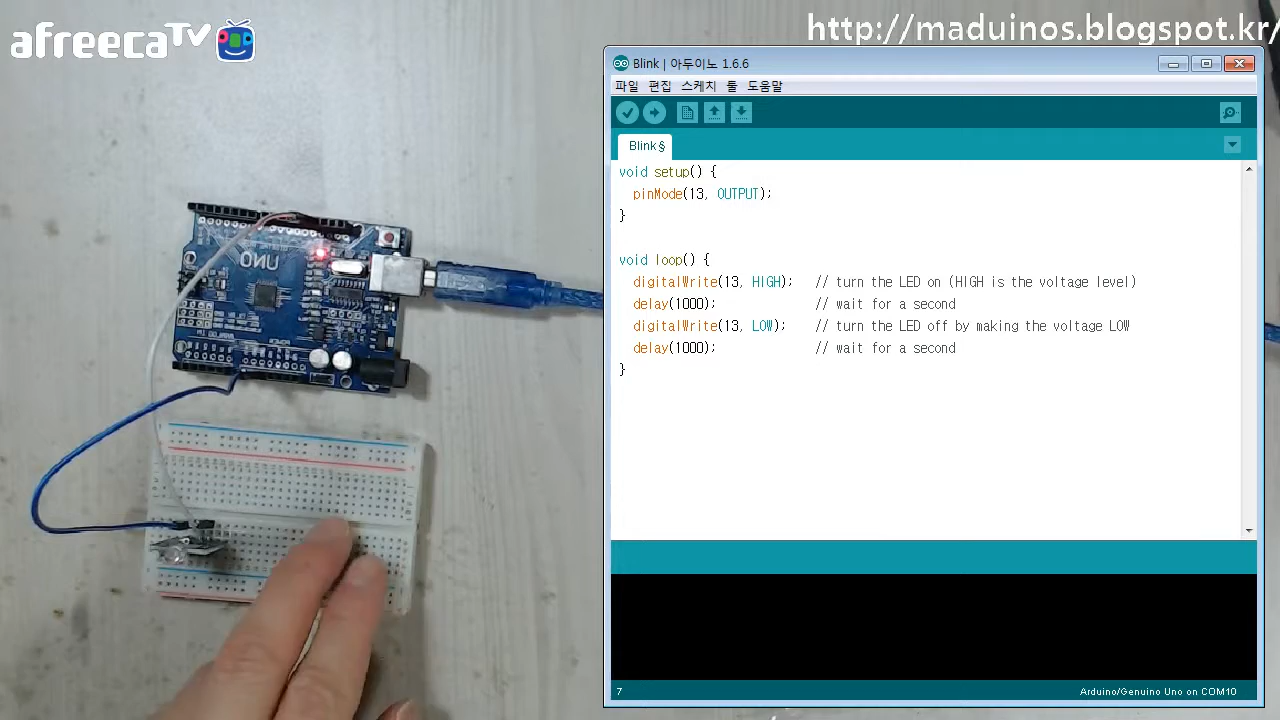 afreecaTV
http://maduinos.blogspot.kr/
Blink | 아두이노 1.6.6
파일 편집 스케치 툴 도움말
Blink§
void setup() {
pinMode(13, OUTPUT);
}
void loop() {
digitalWrite(13, HIGH); // turn the LED on (HIGH is the voltage level)
delay(1000); // wait for a second
digitalWrite(13, LOW); // turn the LED off by making the voltage LOW
delay(1000); // wait for a second
}
7
Arduino/Genuino Uno on COM10
UNO